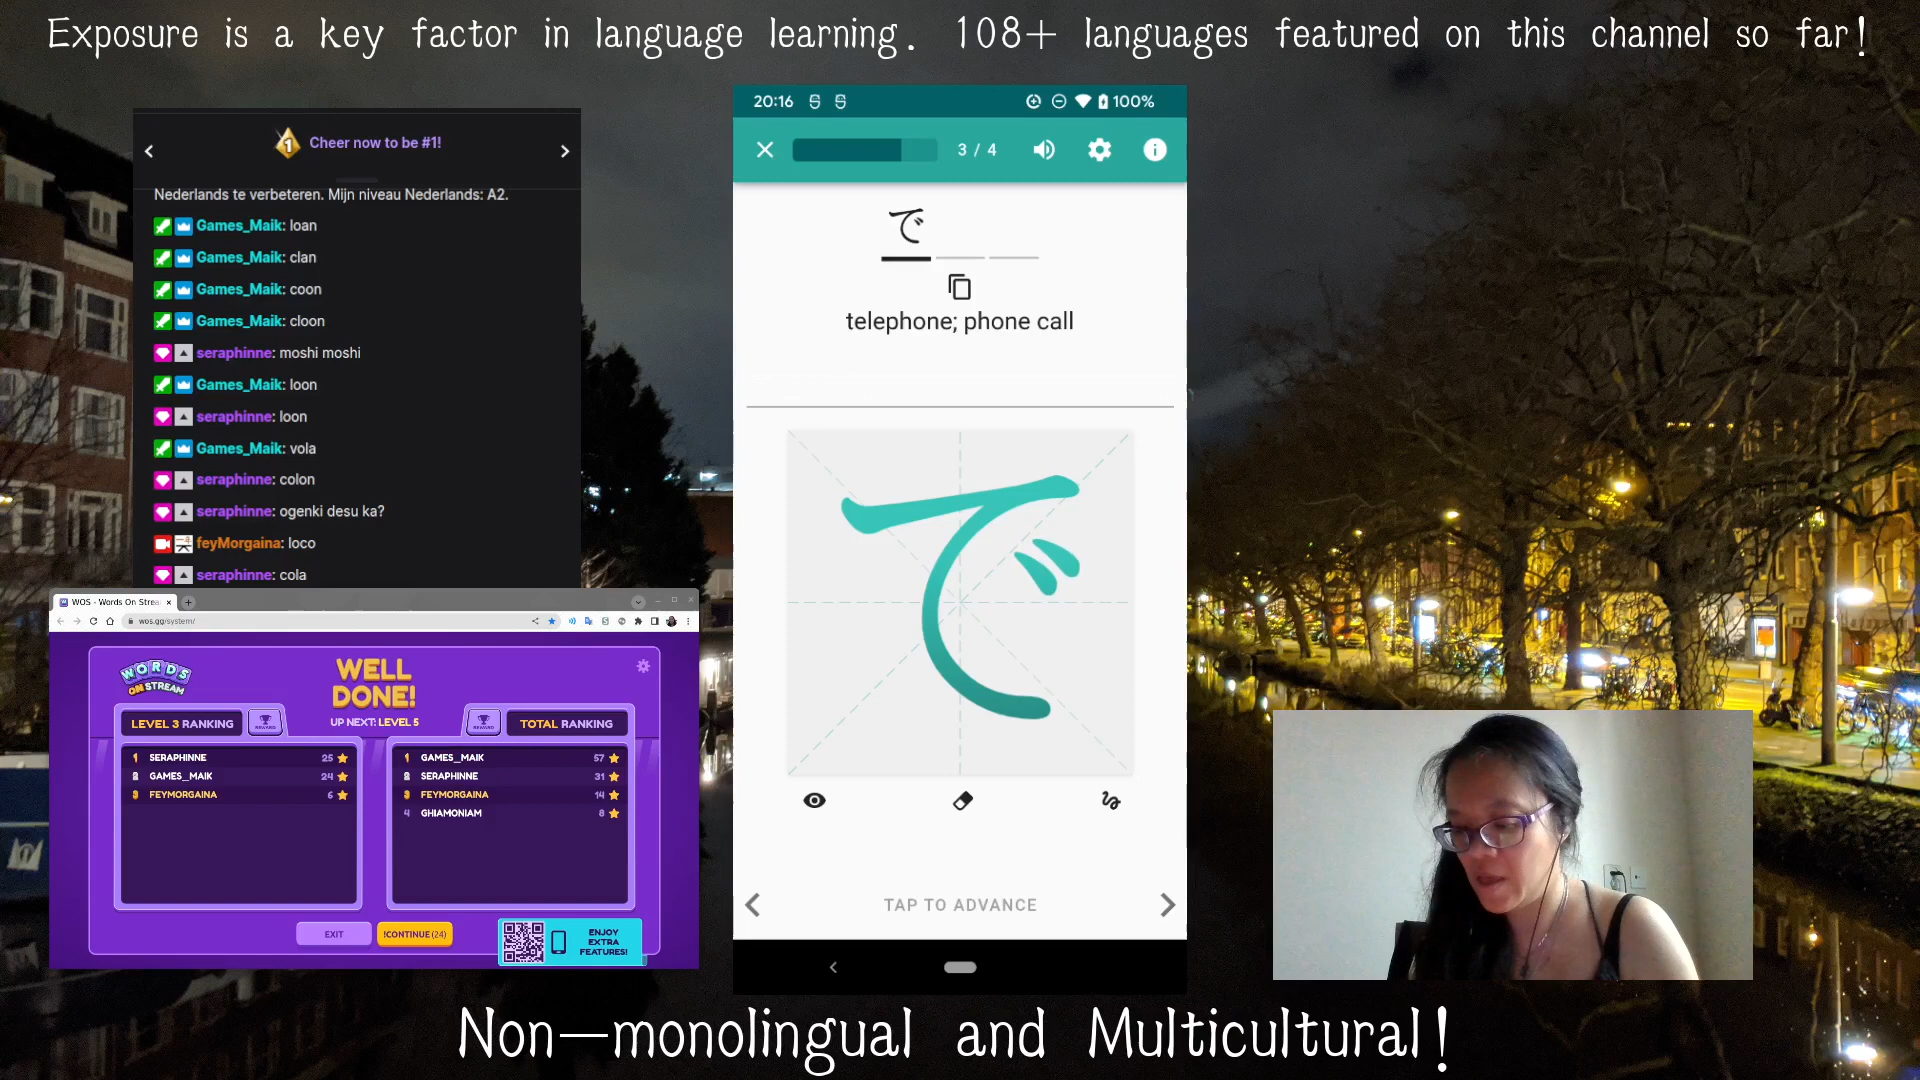 Exposure is a key factor in language learning. 108+ languages featured on this channel so far!
Cheer now to be #1!
Nederlands te verbeteren. Mijn niveau Nederlands: A2.
Games_Maik: loan
Games_Maik: clan
Games_Maik: coon
Games_Maik: cloon
seraphinne: moshi moshi
Games_Maik: loon
seraphinne: loon
Games_Maik: vola
seraphinne: colon
seraphinne: ogenki desu ka?
feyMorgaina: loco
seraphinne: cola
20:16
100%
3 / 4
で
telephone; phone call
で
TAP TO ADVANCE
WOS - Words On Strea
wos.gg/system/
WORDS
ON STREAM
WELL
DONE!
UP NEXT: LEVEL 5
LEVEL 3 RANKING
REWARD
1 SERAPHINNE 25
2 GAMES_MAIK 24
3 FEYMORGAINA 6
REWARD
TOTAL RANKING
1 GAMES_MAIK 57
2 SERAPHINNE 31
3 FEYMORGAINA 14
4 GHIAMONIAM 8
EXIT
!CONTINUE (24)
ENJOY
EXTRA
FEATURES!
Non-monolingual and Multicultural!